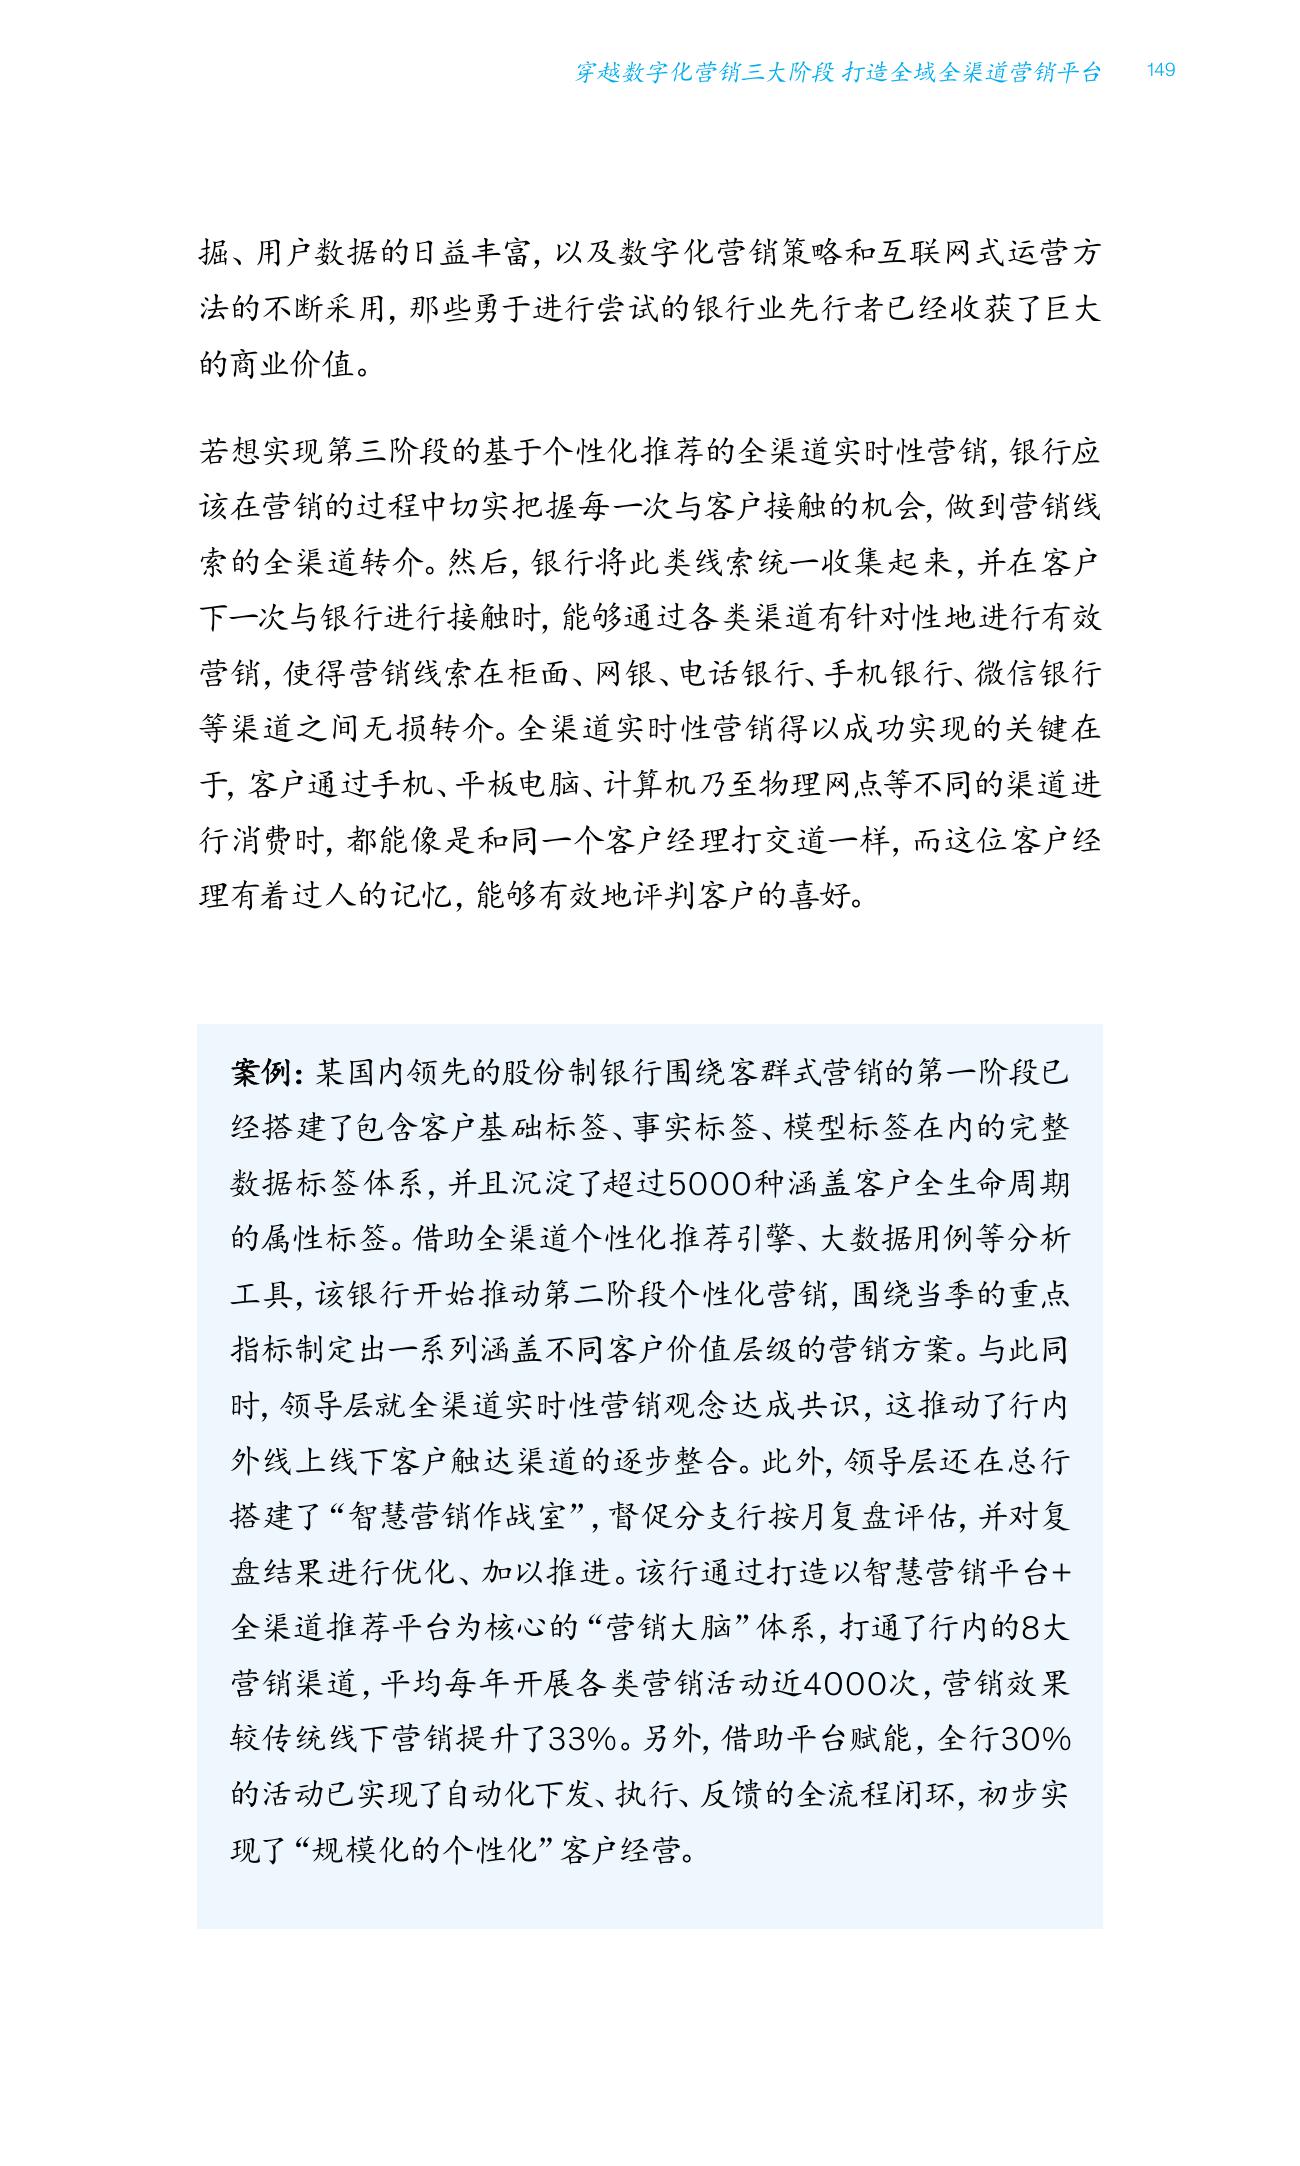 穿越数字化营销三大阶段 打造全域全渠道营销平台 149
掘、用户数据的日益丰富，以及数字化营销策略和互联网式运营方
法的不断采用，那些勇于进行尝试的银行业先行者已经收获了巨大
的商业价值。
若想实现第三阶段的基于个性化推荐的全渠道实时性营销，银行应
该在营销的过程中切实把握每一次与客户接触的机会，做到营销线
索的全渠道转介。然后，银行将此类线索统一收集起来，并在客户
下一次与银行进行接触时，能够通过各类渠道有针对性地进行有效
营销，使得营销线索在柜面、网银、电话银行、手机银行、微信银行
等渠道之间无损转介。全渠道实时性营销得以成功实现的关键在
于，客户通过手机、平板电脑、计算机乃至物理网点等不同的渠道进
行消费时，都能像是和同一个客户经理打交道一样，而这位客户经
理有着过人的记忆，能够有效地评判客户的喜好。
案例：某国内领先的股份制银行围绕客群式营销的第一阶段已
经搭建了包含客户基础标签、事实标签、模型标签在内的完整
数据标签体系，并且沉淀了超过5000种涵盖客户全生命周期
的属性标签。借助全渠道个性化推荐引擎、大数据用例等分析
工具，该银行开始推动第二阶段个性化营销，围绕当季的重点
指标制定出一系列涵盖不同客户价值层级的营销方案。与此同
时，领导层就全渠道实时性营销观念达成共识，这推动了行内
外线上线下客户触达渠道的逐步整合。此外，领导层还在总行
搭建了“智慧营销作战室”，督促分支行按月复盘评估，并对复
盘结果进行优化、加以推进。该行通过打造以智慧营销平台+
全渠道推荐平台为核心的“营销大脑”体系，打通了行内的8大
营销渠道，平均每年开展各类营销活动近4000次，营销效果
较传统线下营销提升了33%。另外，借助平台赋能，全行30%
的活动已实现了自动化下发、执行、反馈的全流程闭环，初步实
现了“规模化的个性化”客户经营。